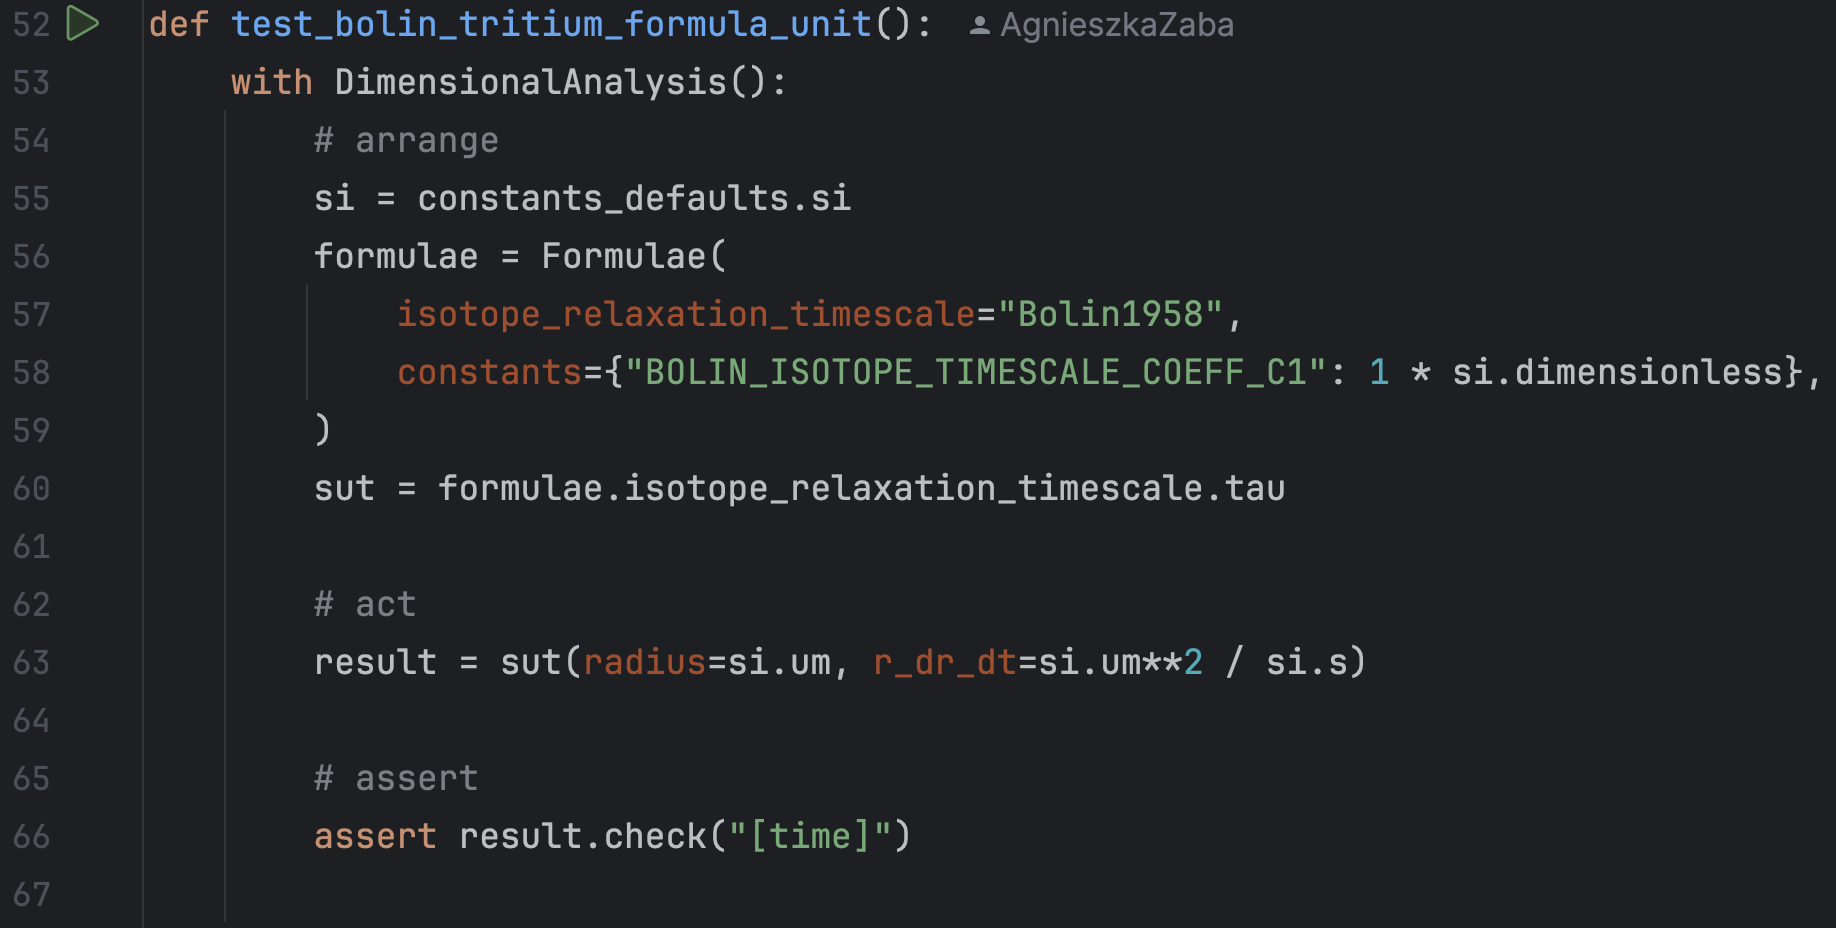 52 def test_bolin_tritium_formula_unit(): AgnieszkaZaba
53     with DimensionalAnalysis():
54         # arrange
55         si = constants_defaults.si
56         formulae = Formulae(
57             isotope_relaxation_timescale="Bolin1958",
58             constants={"BOLIN_ISOTOPE_TIMESCALE_COEFF_C1": 1 * si.dimensionless},
59         )
60         sut = formulae.isotope_relaxation_timescale.tau
61
62         # act
63         result = sut(radius=si.um, r_dr_dt=si.um**2 / si.s)
64
65         # assert
66         assert result.check("[time]")
67